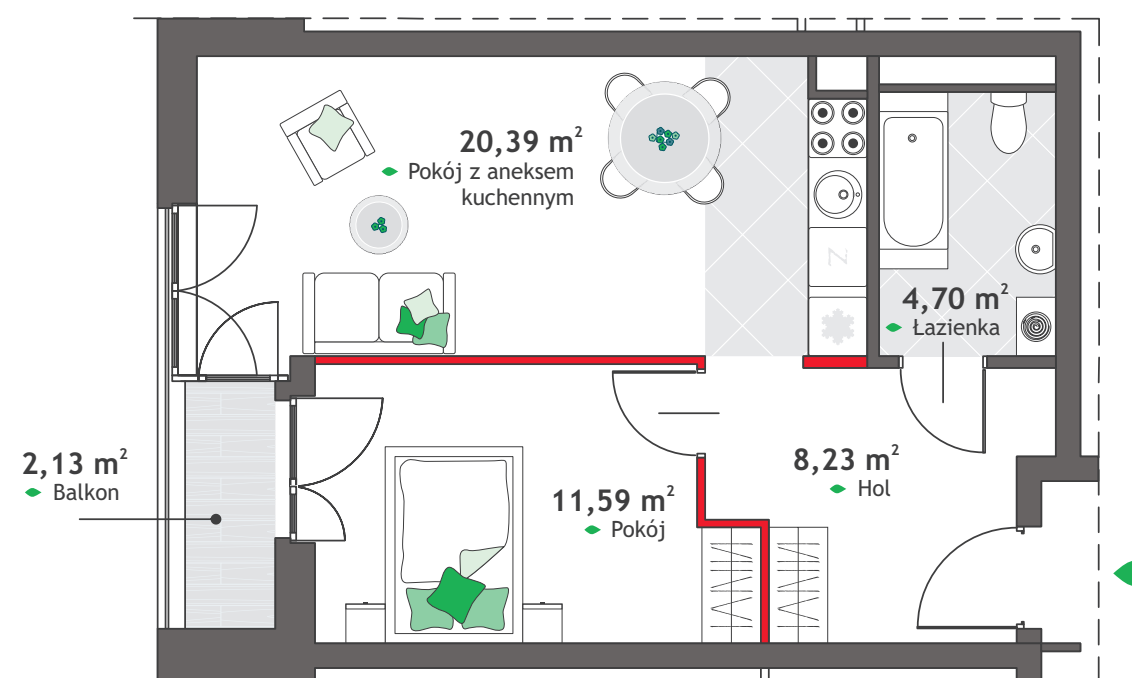 20,39 m²
Pokój z aneksem
kuchennym
Z
4,70 m²
Łazienka
2,13 m²
Balkon
11,59 m²
Pokój
8,23 m²
Hol